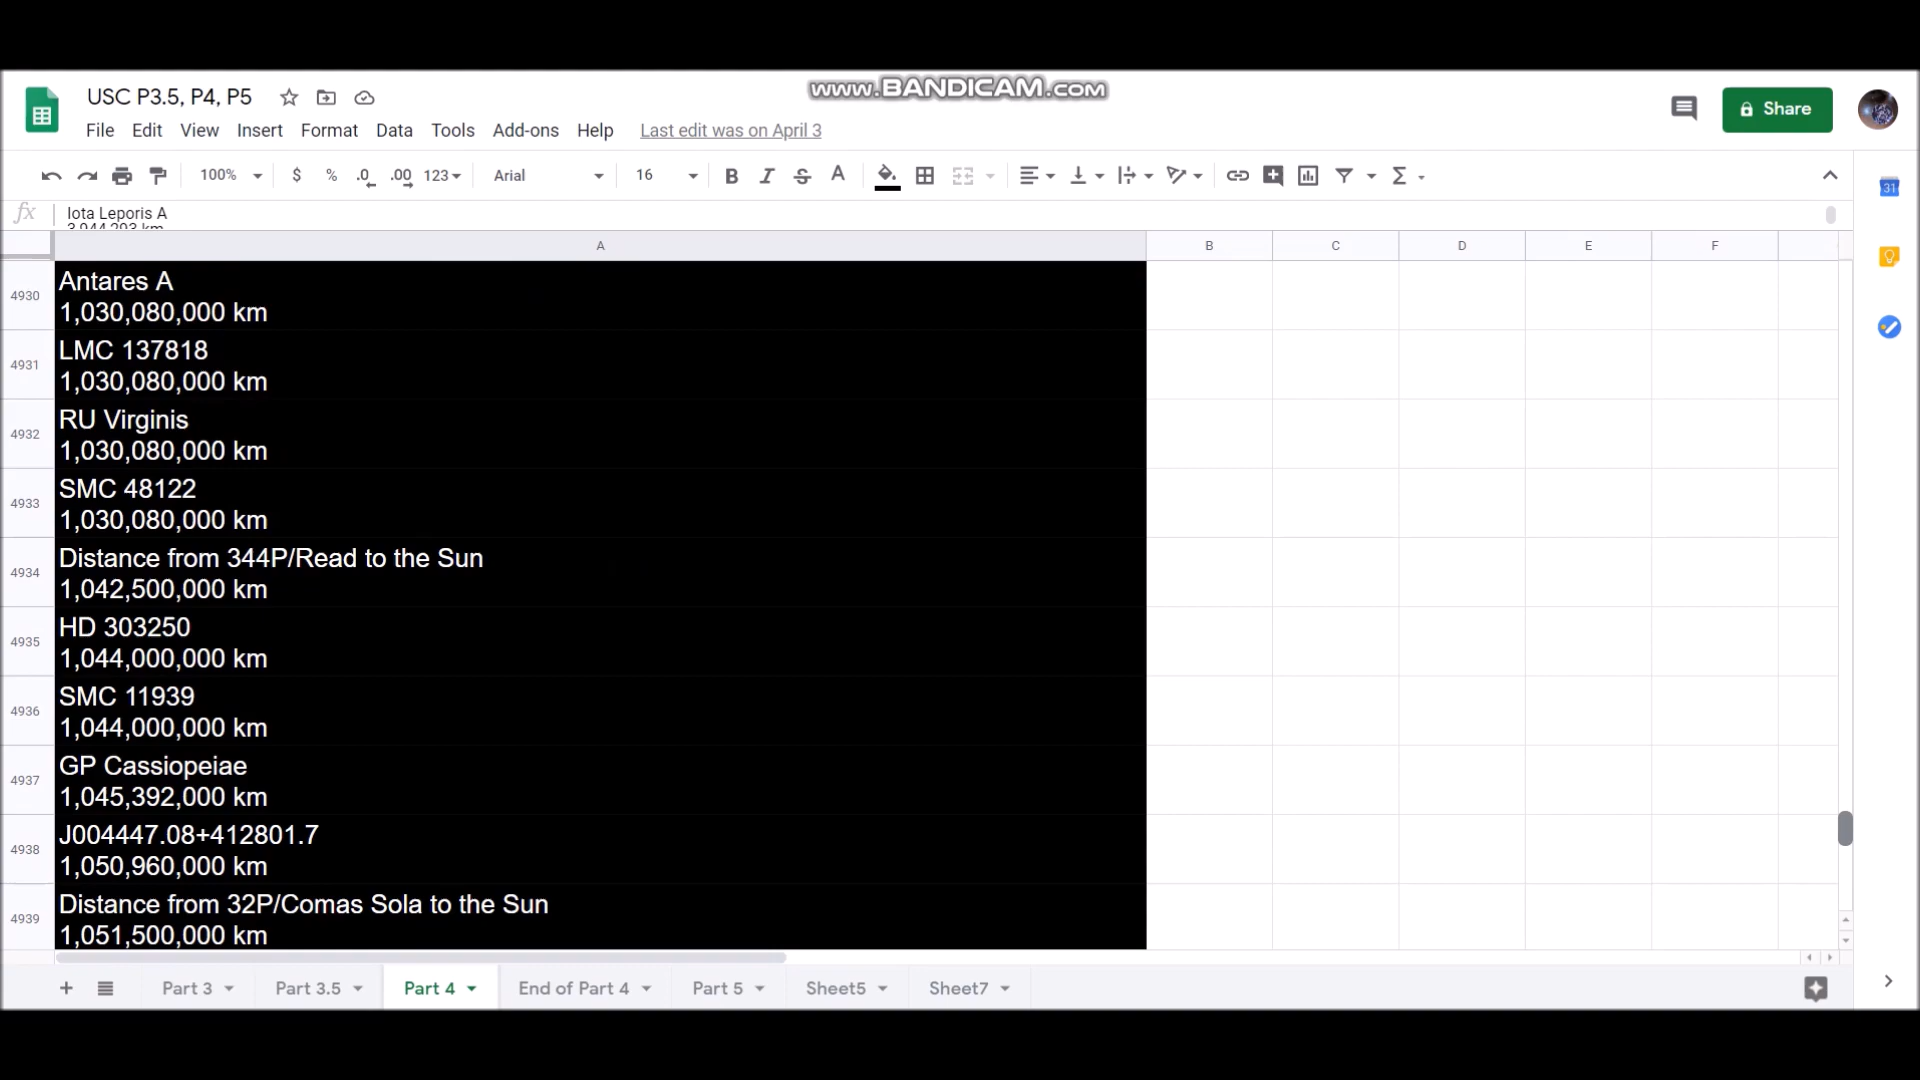 www.BANDICAM.com
USC P3.5, P4, P5
Share
File Edit View Insert Format Data Tools Add-ons Help Last edit was on April 3
100% $ % .0 .00 123 Arial 16 B I S A Σ
31
fx Iota Leporis A
3,944,293 km
A B C D E F
4930 Antares A
1,030,080,000 km
4931 LMC 137818
1,030,080,000 km
4932 RU Virginis
1,030,080,000 km
4933 SMC 48122
1,030,080,000 km
4934 Distance from 344P/Read to the Sun
1,042,500,000 km
4935 HD 303250
1,044,000,000 km
4936 SMC 11939
1,044,000,000 km
4937 GP Cassiopeiae
1,045,392,000 km
4938 J004447.08+412801.7
1,050,960,000 km
4939 Distance from 32P/Comas Sola to the Sun
1,051,500,000 km
Part 3 Part 3.5 Part 4 End of Part 4 Part 5 Sheet5 Sheet7